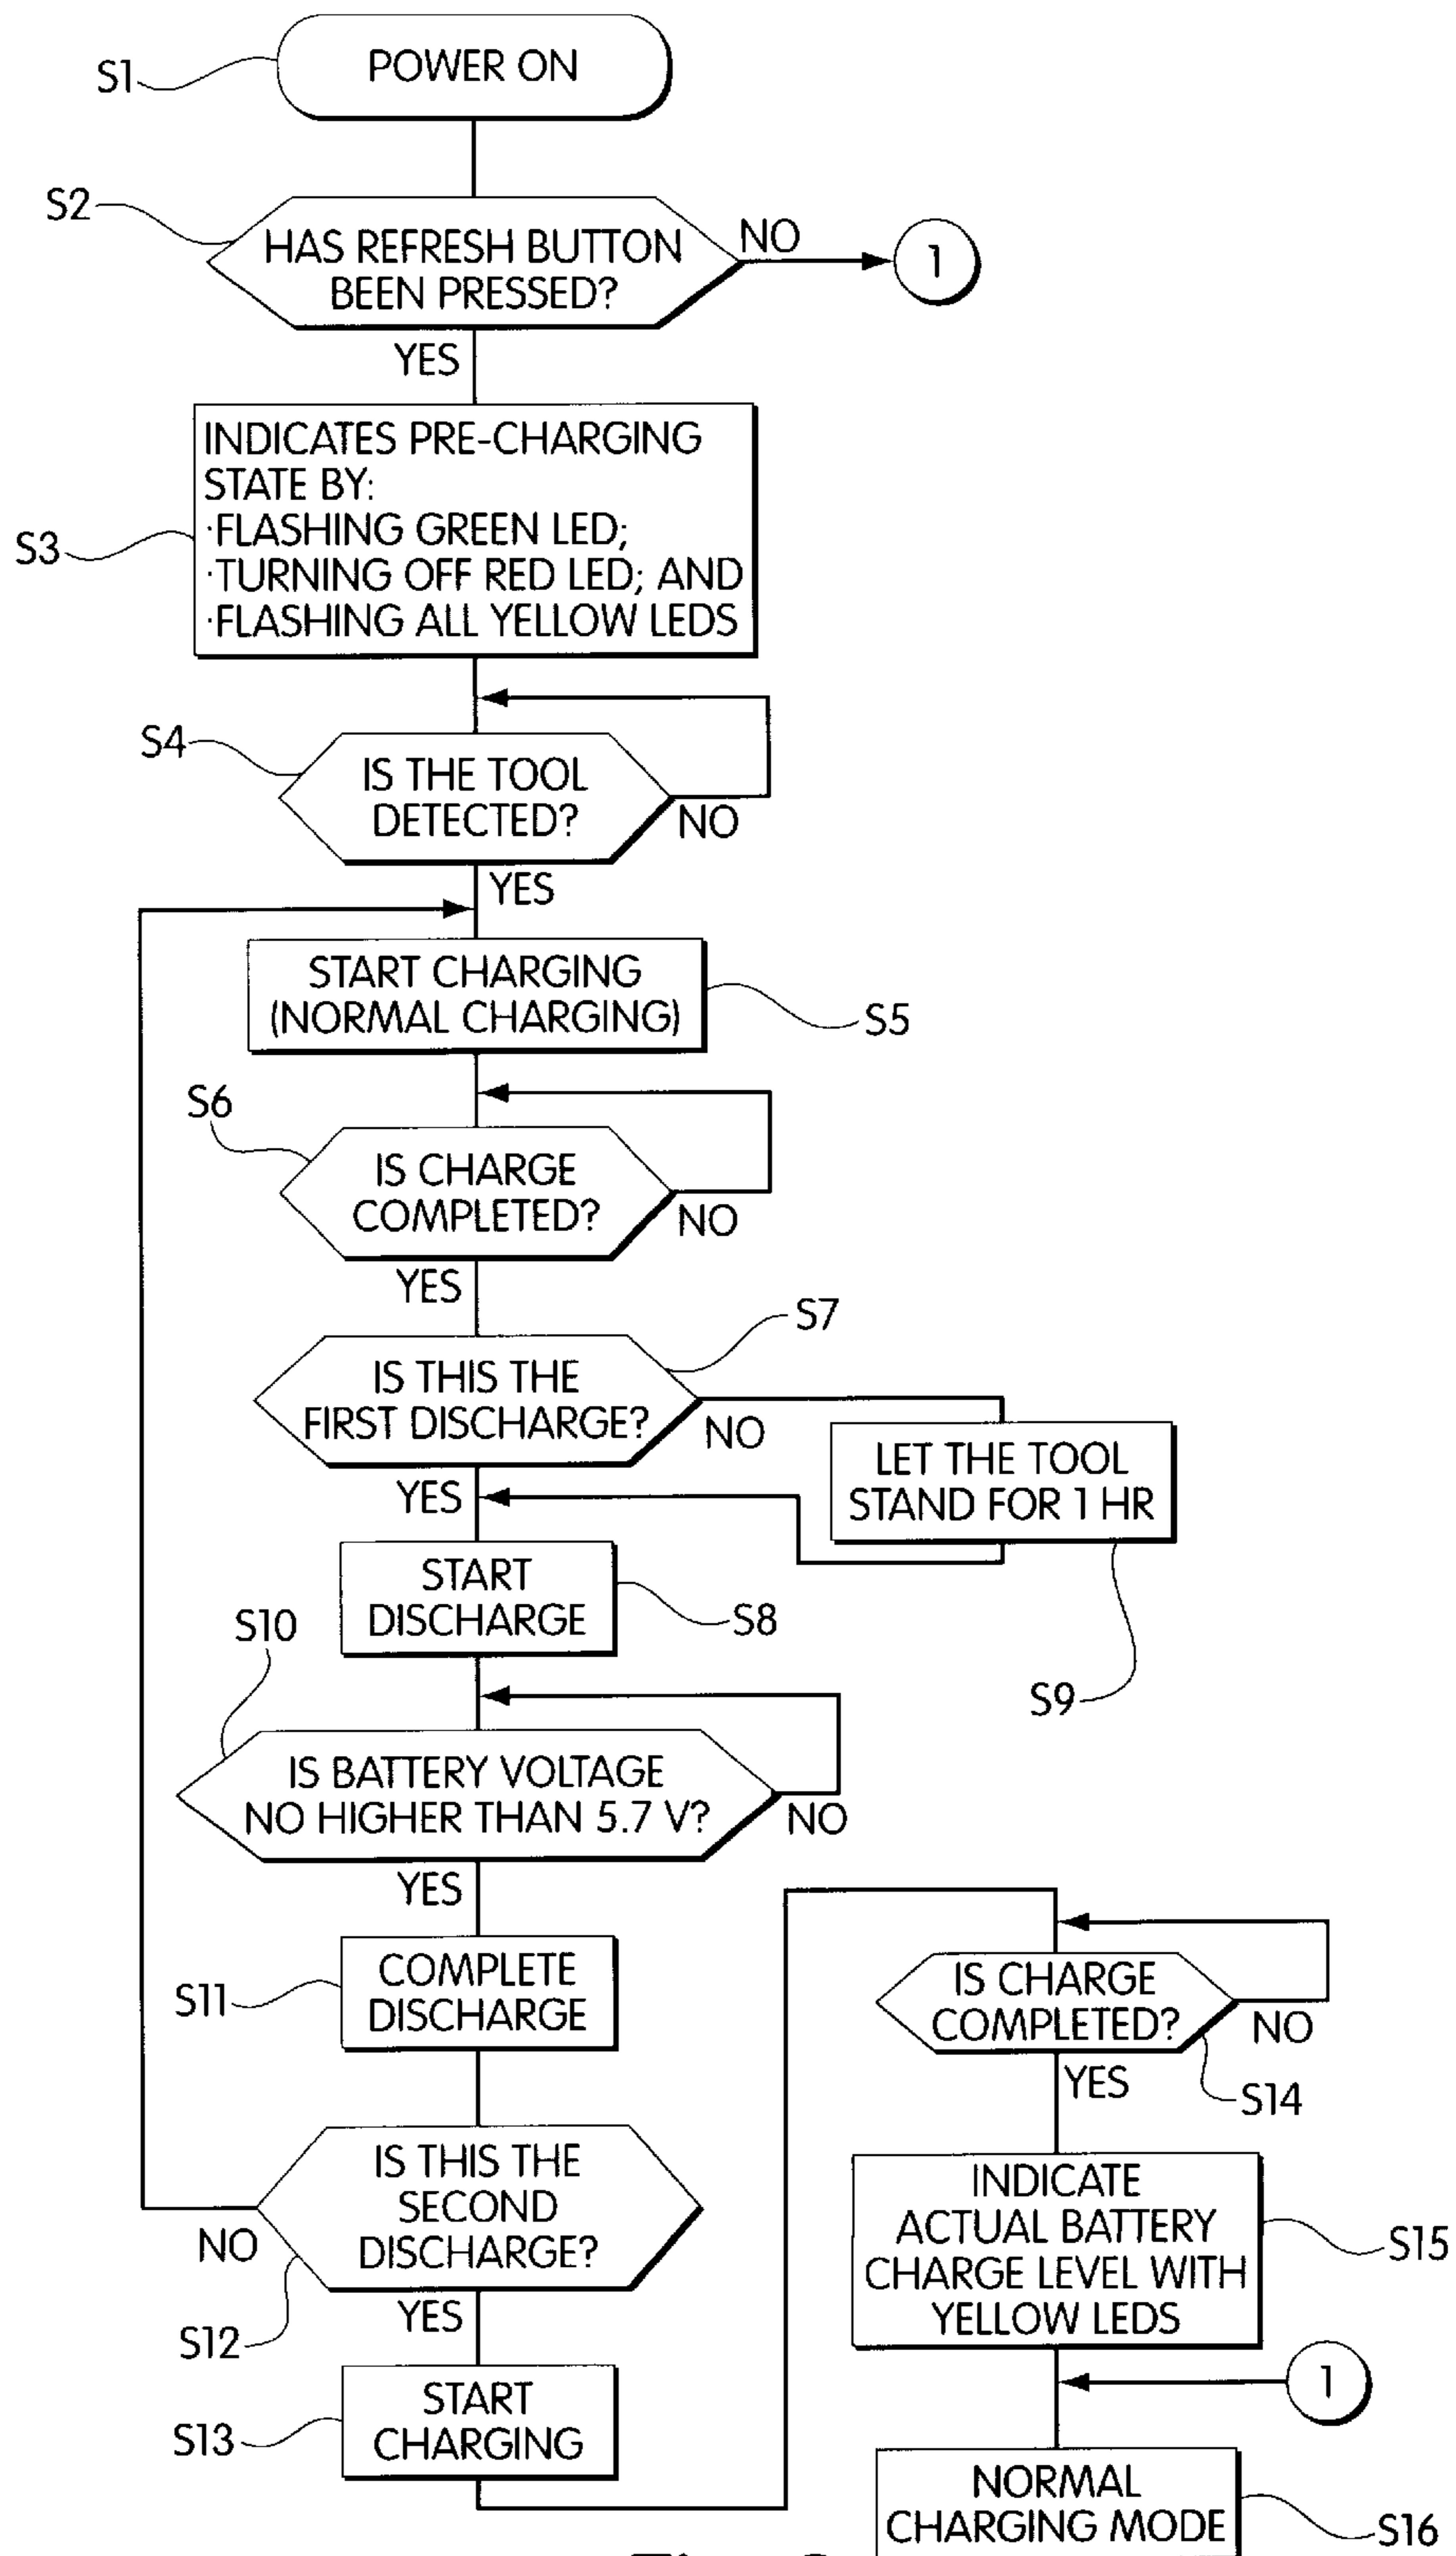 S1
POWER ON
S2
HAS REFRESH BUTTON
BEEN PRESSED?
NO
1
YES
S3
INDICATES PRE-CHARGING
STATE BY:
·FLASHING GREEN LED;
·TURNING OFF RED LED; AND
·FLASHING ALL YELLOW LEDS
S4
IS THE TOOL
DETECTED?
NO
YES
START CHARGING
(NORMAL CHARGING)
S5
S6
IS CHARGE
COMPLETED?
NO
YES
S7
IS THIS THE
FIRST DISCHARGE?
NO
LET THE TOOL
STAND FOR 1 HR
S9
YES
START
DISCHARGE
S8
S10
IS BATTERY VOLTAGE
NO HIGHER THAN 5.7 V?
NO
YES
S11
COMPLETE
DISCHARGE
IS THIS THE
SECOND
DISCHARGE?
NO
S12
YES
S13
START
CHARGING
IS CHARGE
COMPLETED?
NO
S14
YES
INDICATE
ACTUAL BATTERY
CHARGE LEVEL WITH
YELLOW LEDS
S15
1
NORMAL
CHARGING MODE
S16